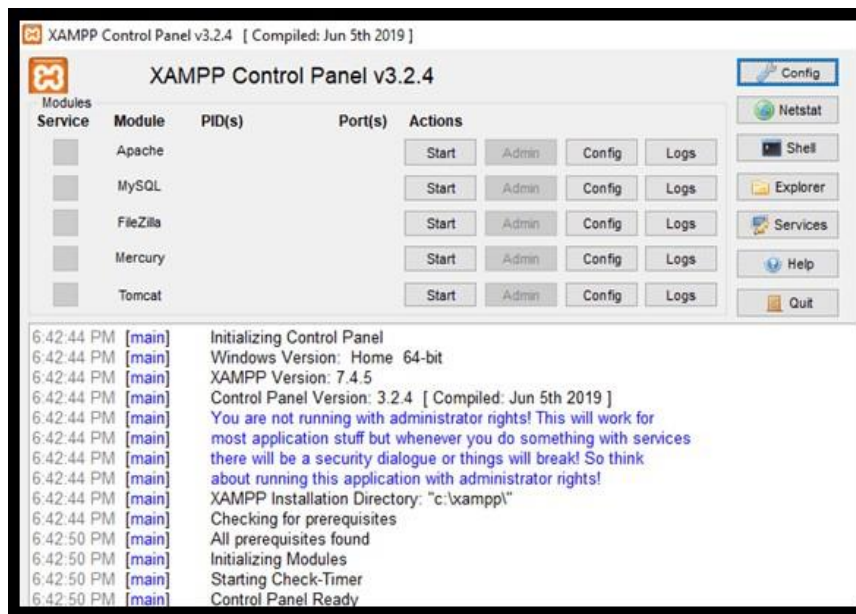 XAMPP Control Panel v3.2.4 [ Compiled: Jun 5th 2019 ]
XAMPP Control Panel v3.2.4
Config
Modules
Service Module PID(s) Port(s) Actions
Netstat
Apache Start Admin Config Logs
Shell
MySQL Start Admin Config Logs
Explorer
FileZilla Start Admin Config Logs
Services
Mercury Start Admin Config Logs
Help
Tomcat Start Admin Config Logs
Quit
6:42:44 PM [main] Initializing Control Panel
6:42:44 PM [main] Windows Version: Home 64-bit
6:42:44 PM [main] XAMPP Version: 7.4.5
6:42:44 PM [main] Control Panel Version: 3.2.4 [ Compiled: Jun 5th 2019 ]
6:42:44 PM [main] You are not running with administrator rights! This will work for
6:42:44 PM [main] most application stuff but whenever you do something with services
6:42:44 PM [main] there will be a security dialogue or things will break! So think
6:42:44 PM [main] about running this application with administrator rights!
6:42:44 PM [main] XAMPP Installation Directory: "c:\xampp\"
6:42:44 PM [main] Checking for prerequisites
6:42:50 PM [main] All prerequisites found
6:42:50 PM [main] Initializing Modules
6:42:50 PM [main] Starting Check-Timer
6:42:50 PM [main] Control Panel Ready